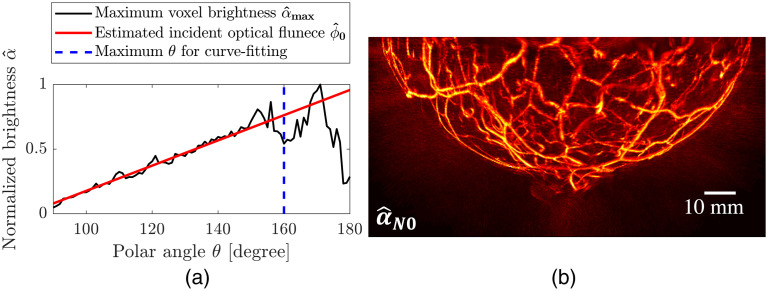 Maximum voxel brightness α̂max
Estimated incident optical flunece ϕ̂0
Maximum θ for curve-fitting
Normalized brightness α̂
1
0.5
0
100
120
140
160
180
Polar angle θ [degree]
(a)
α̂N0
10 mm
(b)